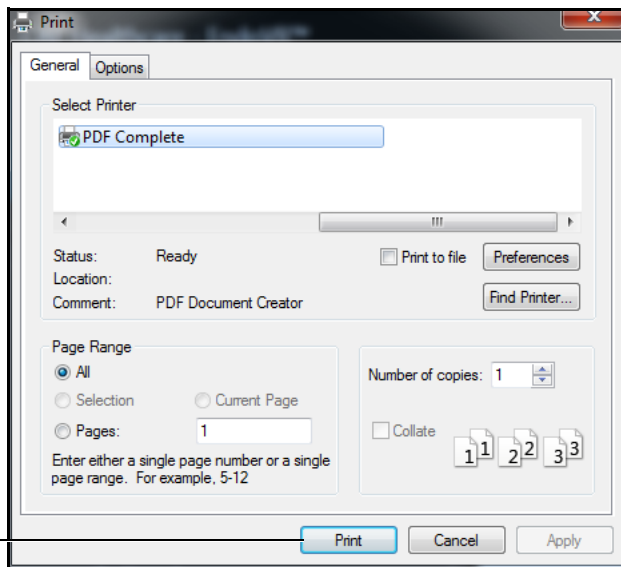 Print
General Options
Select Printer
PDF Complete
Status: Ready
Print to file
Preferences
Location:
Comment: PDF Document Creator
Find Printer...
Page Range
All
Selection
Current Page
Pages: 1
Enter either a single page number or a single
page range. For example, 5-12
Number of copies: 1
Collate
1 1 2 2 3 3
Print Cancel Apply